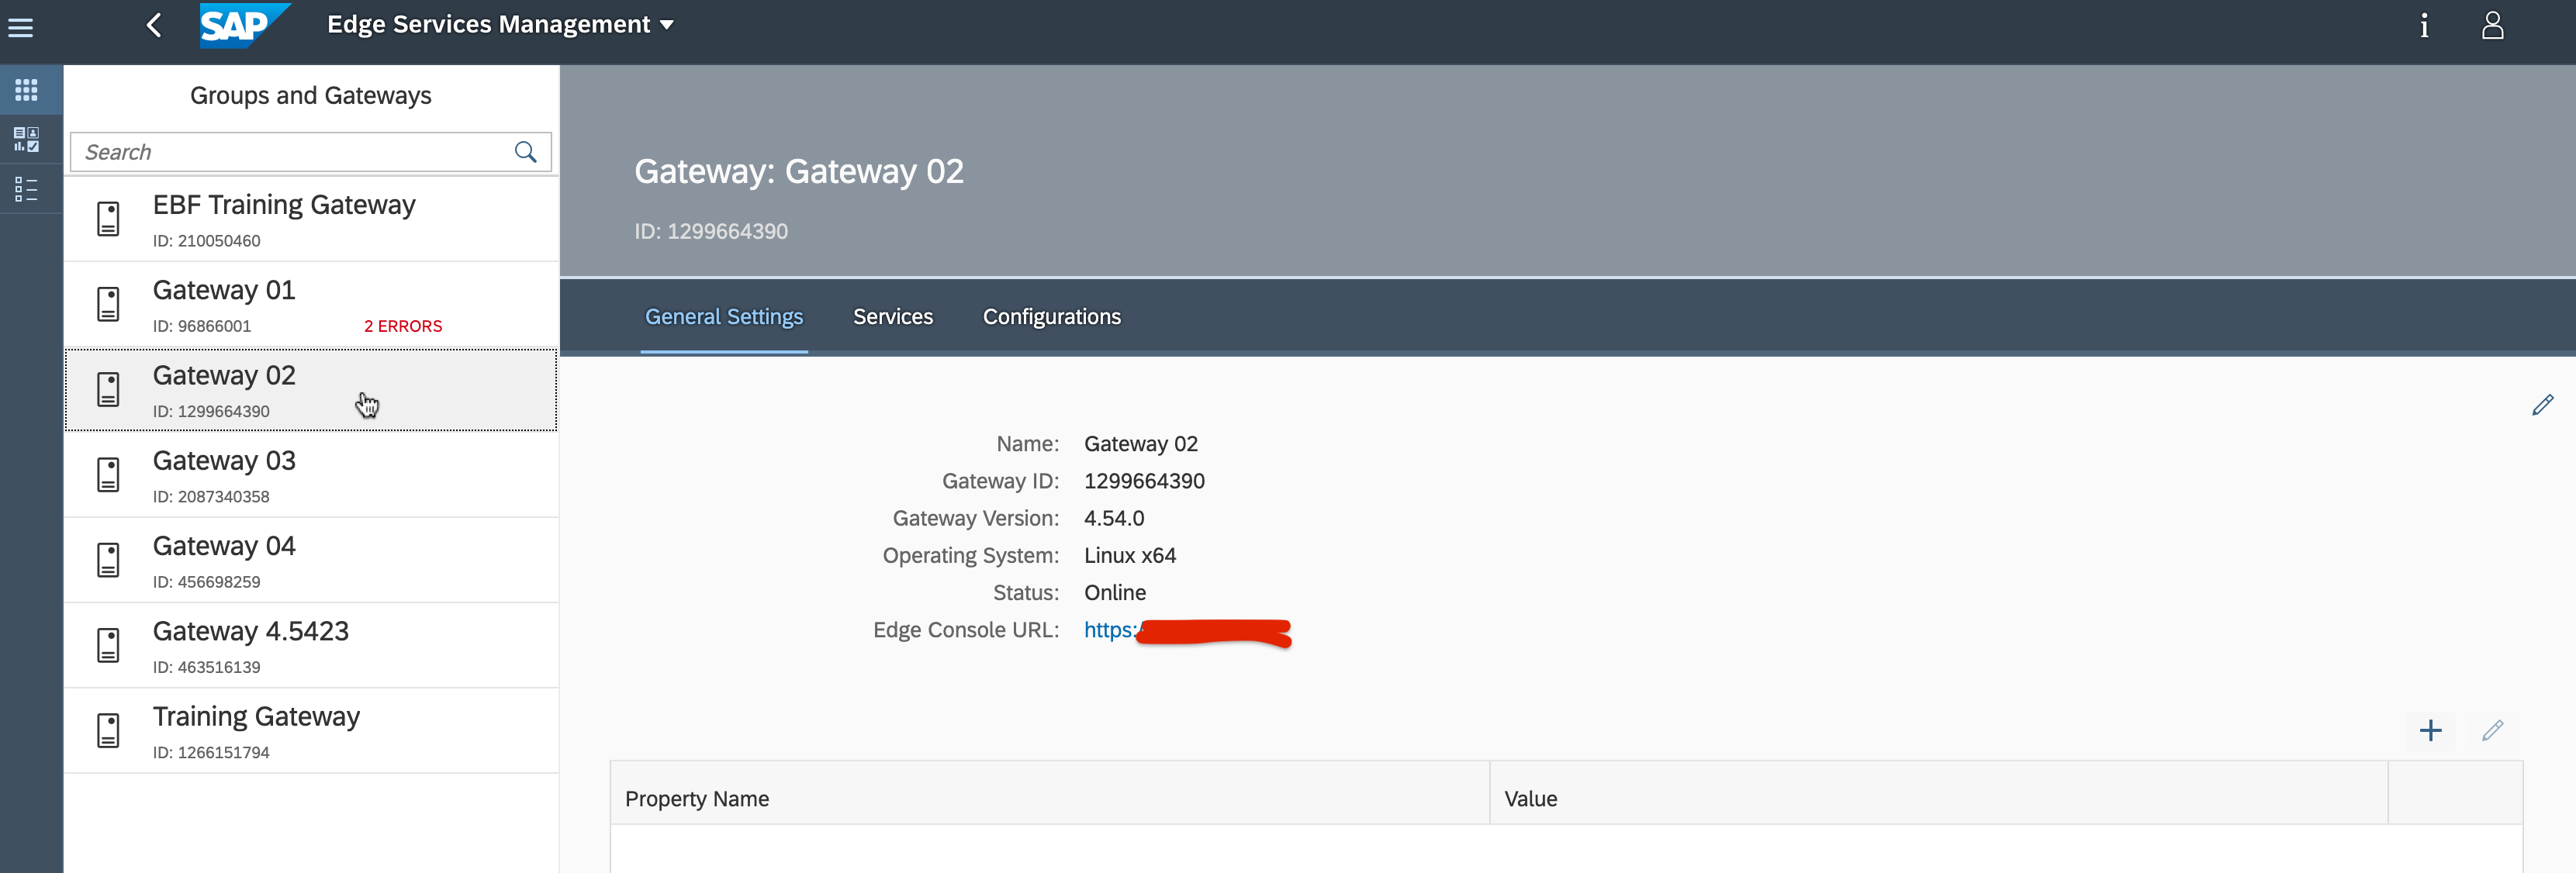 SAP
Edge Services Management
Groups and Gateways
Search
EBF Training Gateway
ID: 210050460
Gateway 01
ID: 96866001 2 ERRORS
Gateway 02
ID: 1299664390
Gateway 03
ID: 2087340358
Gateway 04
ID: 456698259
Gateway 4.5423
ID: 463516139
Training Gateway
ID: 1266151794
Gateway: Gateway 02
ID: 1299664390
General Settings Services Configurations
Name: Gateway 02
Gateway ID: 1299664390
Gateway Version: 4.54.0
Operating System: Linux x64
Status: Online
Edge Console URL: https:/
Property Name Value